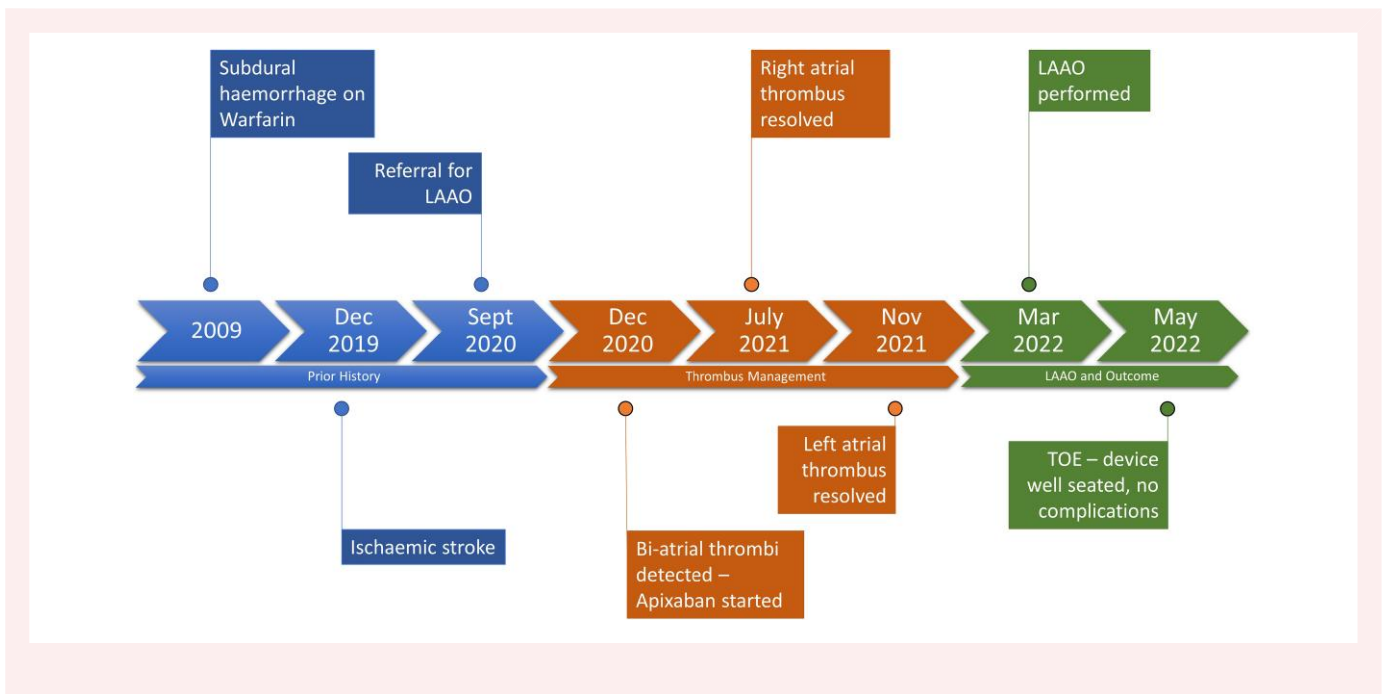 Subdural
haemorrhage on
Warfarin
Referral for
LAAO
Right atrial
thrombus
resolved
LAAO
performed
2009
Dec
2019
Sept
2020
Dec
2020
July
2021
Nov
2021
Mar
2022
May
2022
Prior History
Thrombus Management
LAAO and Outcome
Ischaemic stroke
Bi-atrial thrombi
detected –
Apixaban started
Left atrial
thrombus
resolved
TOE – device
well seated, no
complications